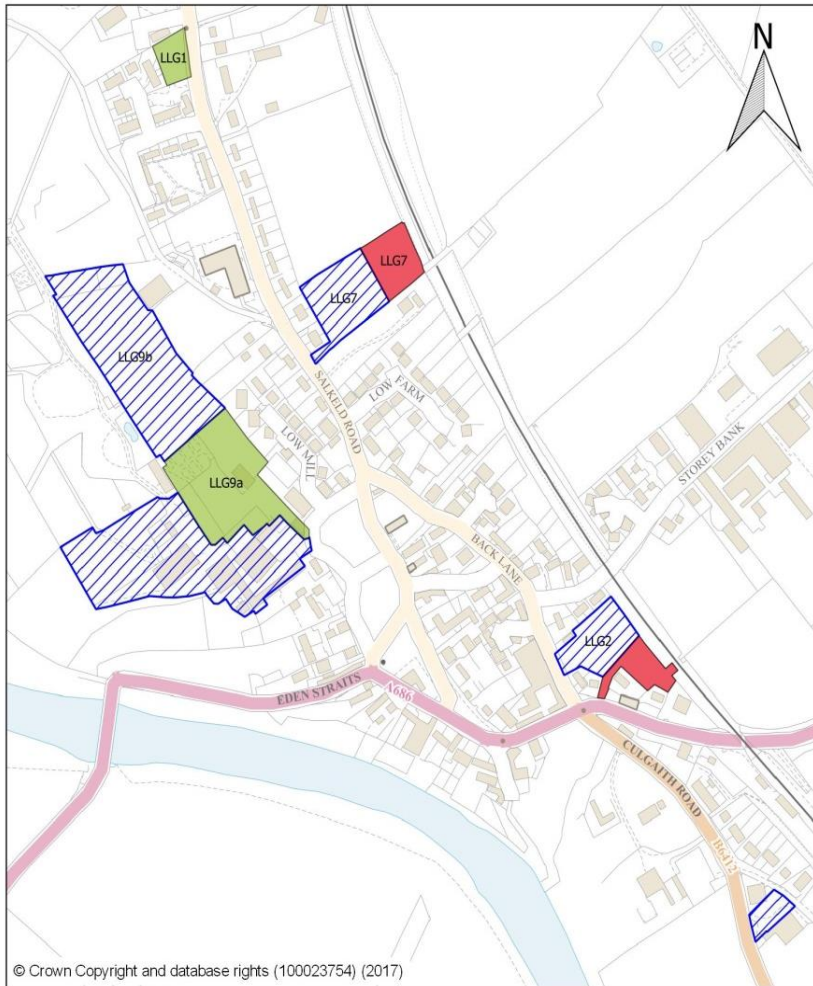 N
LLG1
LLG7
LLG7
LLG9b
SALKELD ROAD
LOW FARM
LOW MILL
LLG9a
STOREY BANK
BACK LANE
LLG2
EDEN STRAITS
A686
CULGAITH ROAD
B6412
© Crown Copyright and database rights (100023754) (2017)